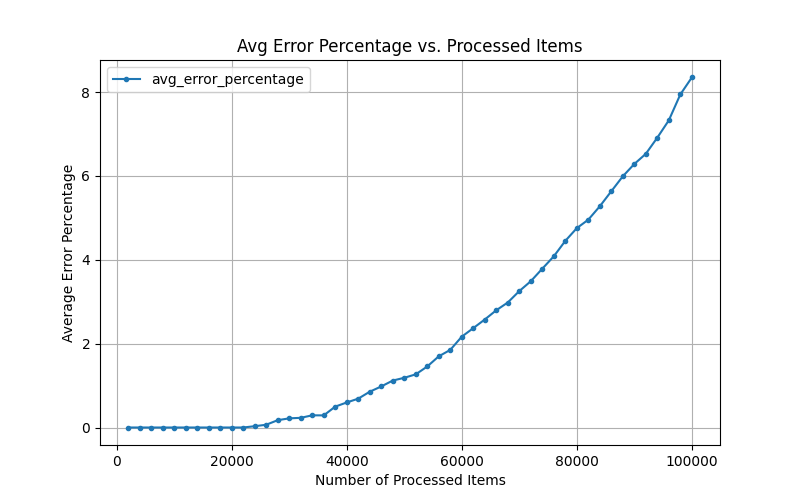 Avg Error Percentage vs. Processed Items
avg_error_percentage
Average Error Percentage
8
6
4
2
0
0 20000 40000 60000 80000 100000
Number of Processed Items